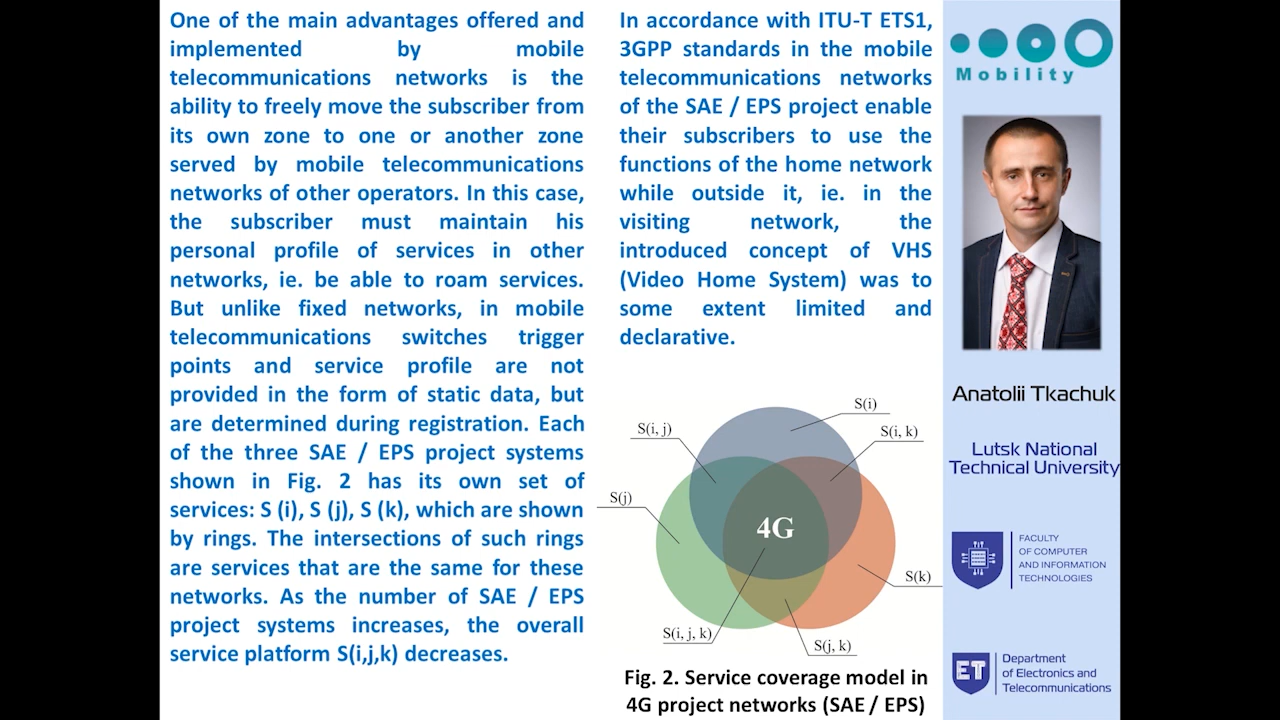 One of the main advantages offered and
implemented by mobile
telecommunications networks is the
ability to freely move the subscriber from
its own zone to one or another zone
served by mobile telecommunications
networks of other operators. In this case,
the subscriber must maintain his
personal profile of services in other
networks, ie. be able to roam services.
But unlike fixed networks, in mobile
telecommunications switches trigger
points and service profile are not
provided in the form of static data, but
are determined during registration. Each
of the three SAE / EPS project systems
shown in Fig. 2 has its own set of
services: S (i), S (j), S (k), which are shown
by rings. The intersections of such rings
are services that are the same for these
networks. As the number of SAE / EPS
project systems increases, the overall
service platform S(i,j,k) decreases.
In accordance with ITU-T ETS1,
3GPP standards in the mobile
telecommunications networks
of the SAE / EPS project enable
their subscribers to use the
functions of the home network
while outside it, ie. in the
visiting network, the
introduced concept of VHS
(Video Home System) was to
some extent limited and
declarative.
S(i)
S(i, j)
S(i, k)
S(j)
4G
S(k)
S(i, j, k)
S(j, k)
Fig. 2. Service coverage model in
4G project networks (SAE / EPS)
Mobility
Anatolii Tkachuk
Lutsk National
Technical University
FACULTY
OF COMPUTER
AND INFORMATION
TECHNOLOGIES
ET
Department
of Electronics and
Telecommunications